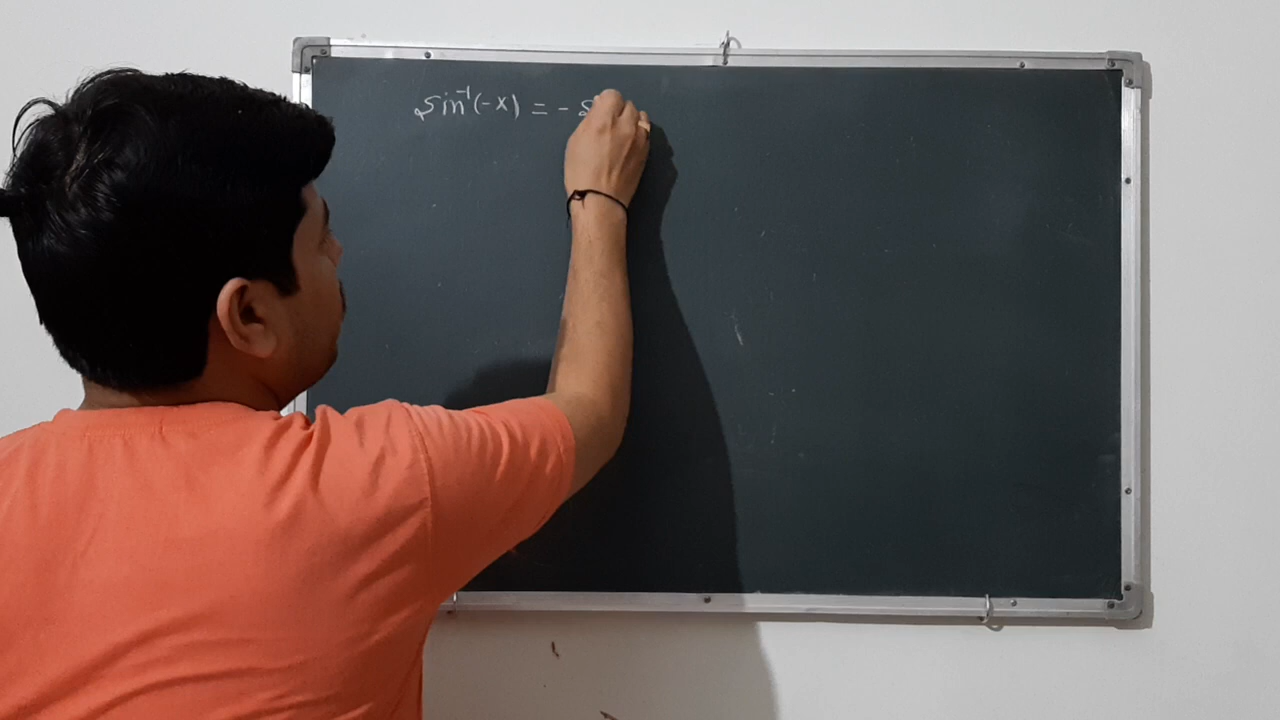 sin⁻¹(-x) = - s